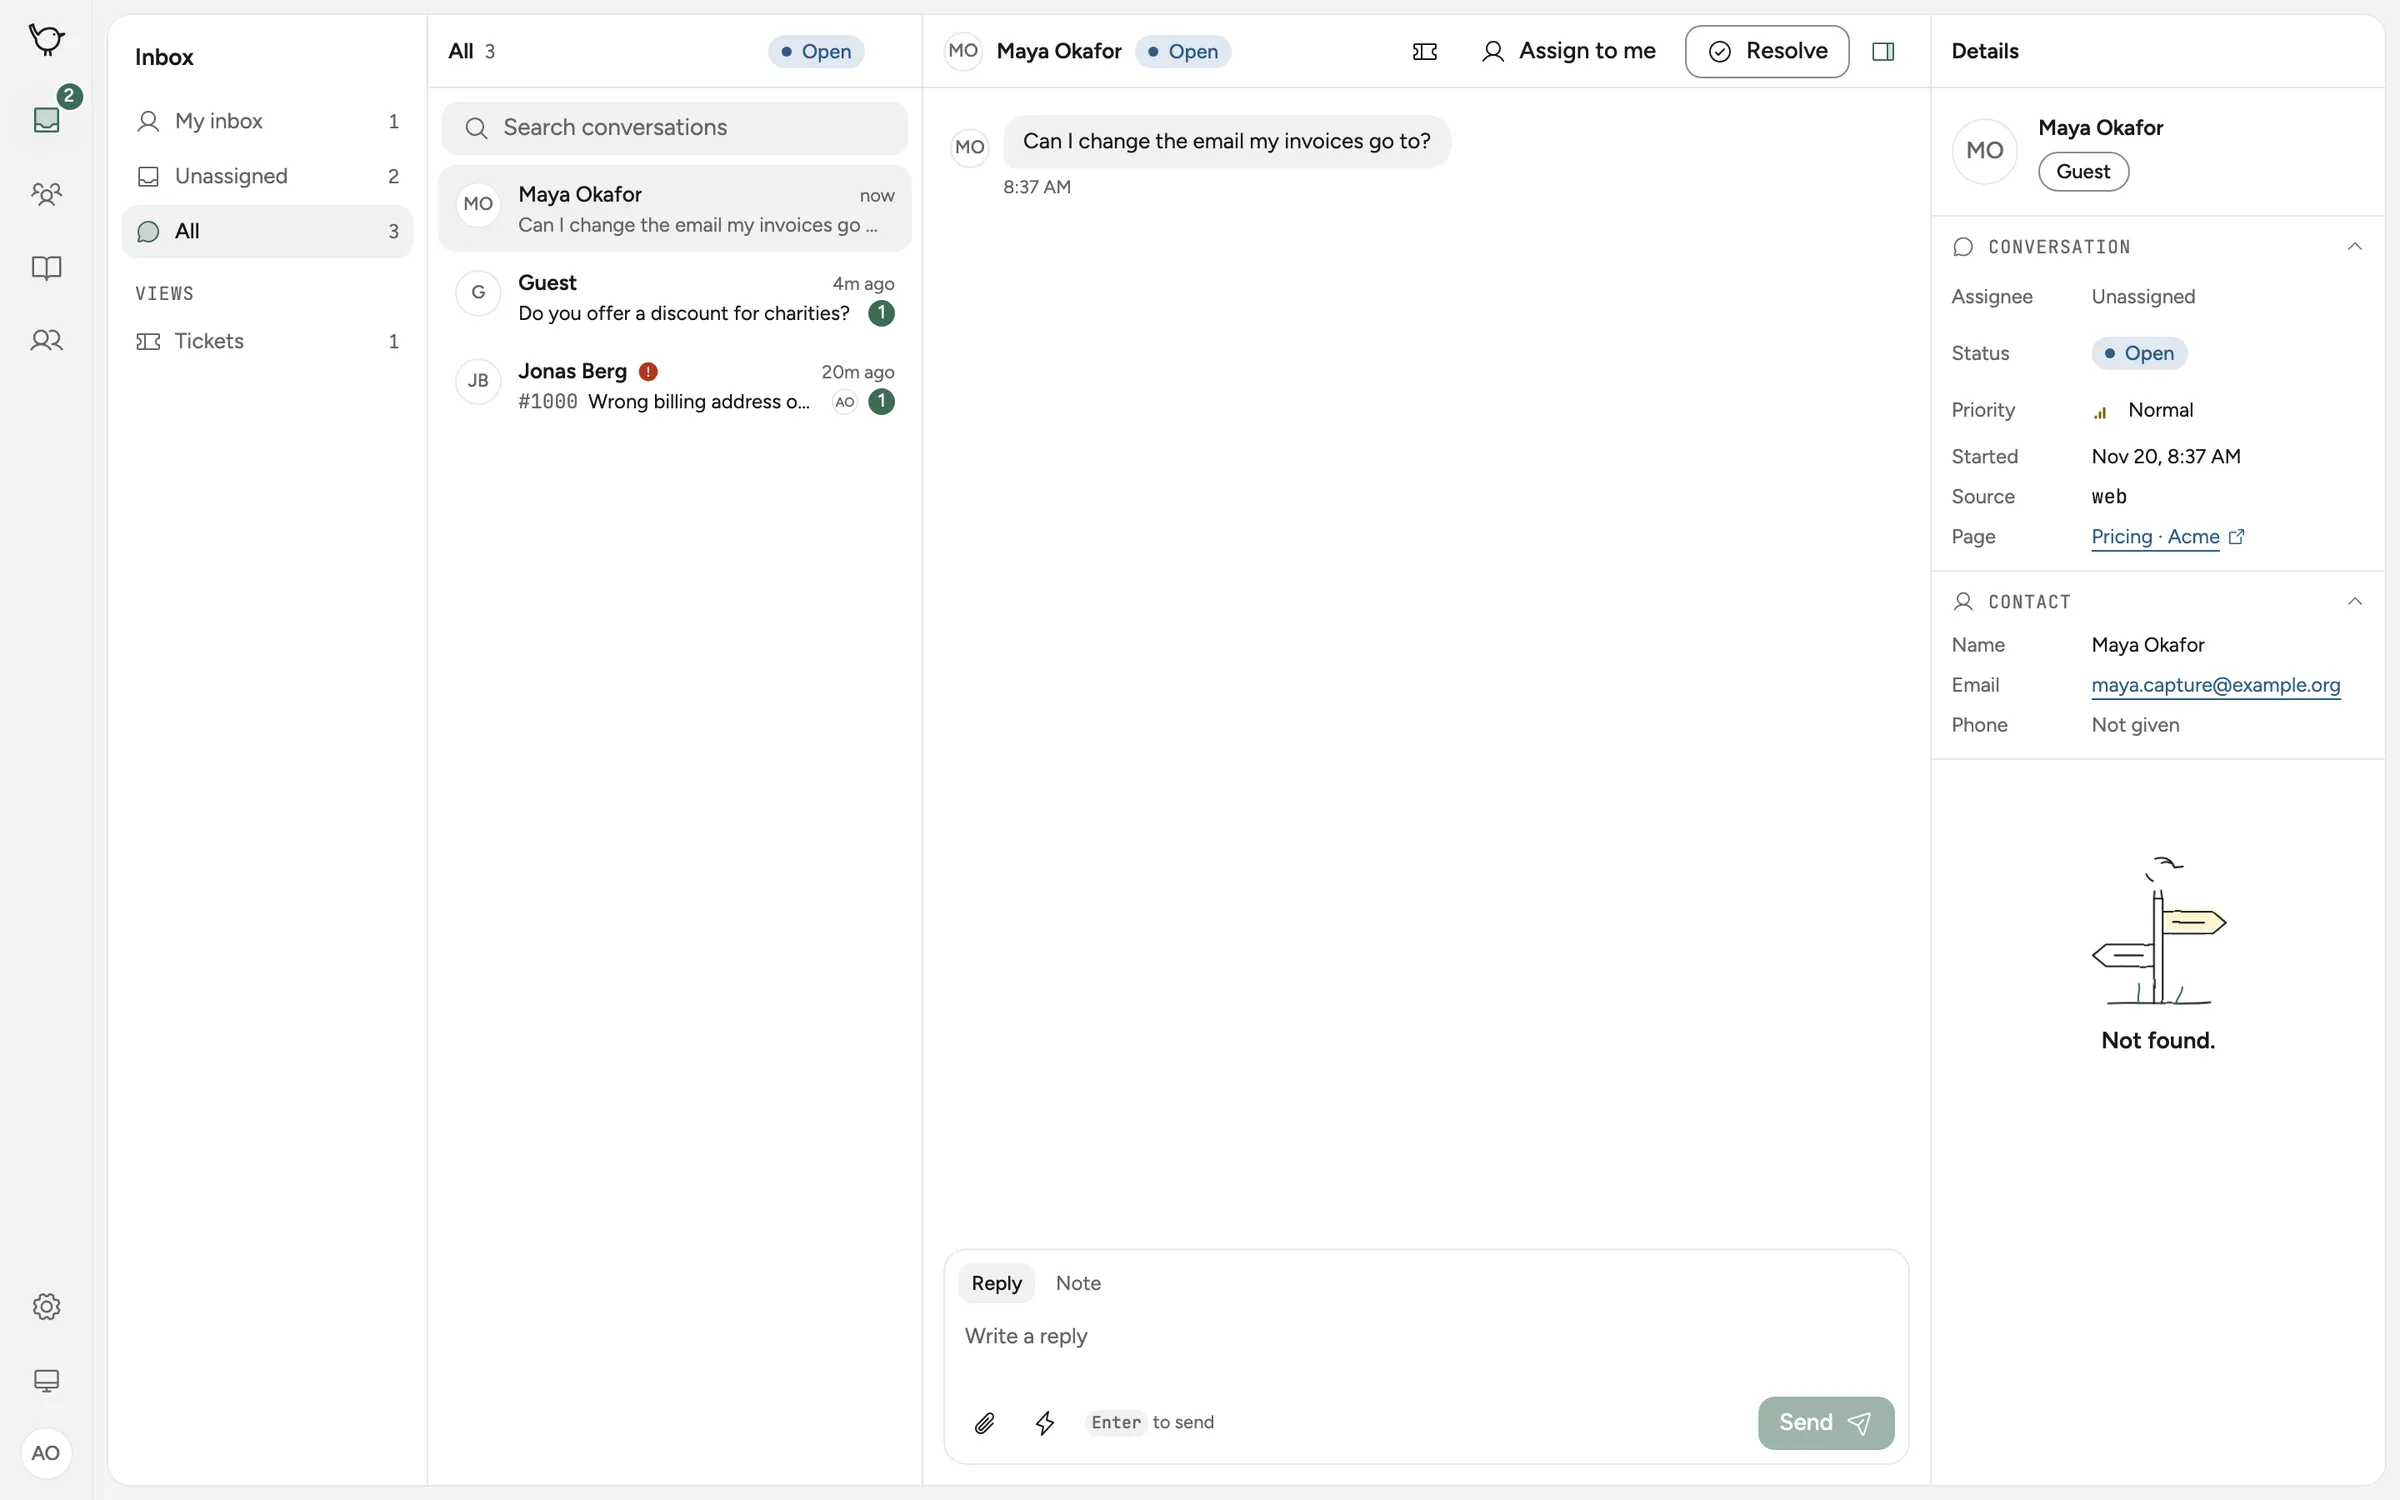 2
Inbox
My inbox 1
Unassigned 2
All 3
VIEWS
Tickets 1
AO
All 3
Open
Search conversations
MO
Maya Okafor now
Can I change the email my invoices go ...
G
Guest 4m ago
Do you offer a discount for charities? 1
JB
Jonas Berg ! 20m ago
#1000 Wrong billing address o... AO 1
MO Maya Okafor Open
Assign to me
Resolve
MO
Can I change the email my invoices go to?
8:37 AM
Reply Note
Write a reply
Enter to send
Send
Details
MO
Maya Okafor
Guest
CONVERSATION
Assignee Unassigned
Status Open
Priority Normal
Started Nov 20, 8:37 AM
Source web
Page Pricing · Acme
CONTACT
Name Maya Okafor
Email maya.capture@example.org
Phone Not given
Not found.